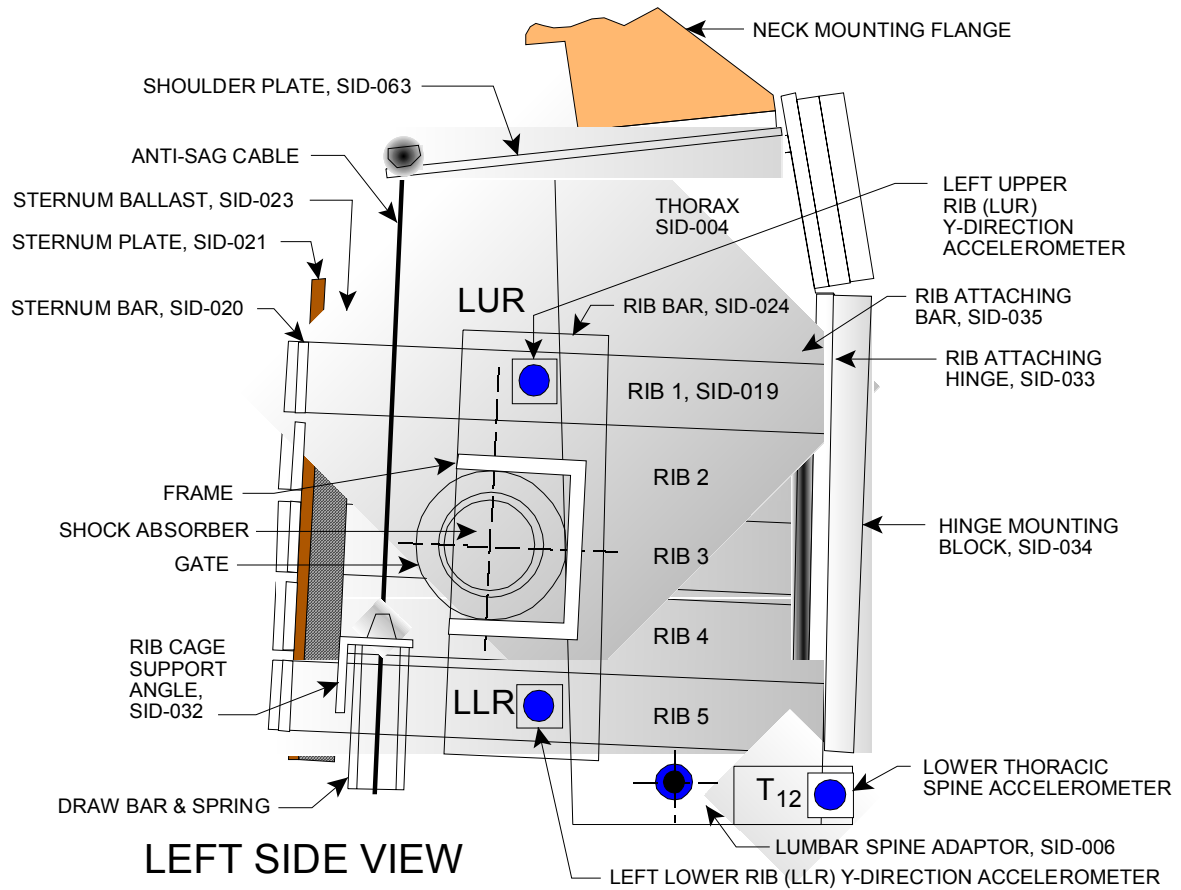 NECK MOUNTING FLANGE
SHOULDER PLATE, SID-063
ANTI-SAG CABLE
STERNUM BALLAST, SID-023
STERNUM PLATE, SID-021
STERNUM BAR, SID-020
THORAX
SID-004
LEFT UPPER
RIB (LUR)
Y-DIRECTION
ACCELEROMETER
LUR
RIB BAR, SID-024
RIB ATTACHING
BAR, SID-035
RIB ATTACHING
HINGE, SID-033
RIB 1, SID-019
RIB 2
FRAME
SHOCK ABSORBER
GATE
RIB 3
HINGE MOUNTING
BLOCK, SID-034
RIB 4
RIB CAGE
SUPPORT
ANGLE,
SID-032
LLR
RIB 5
DRAW BAR & SPRING
T12
LOWER THORACIC
SPINE ACCELEROMETER
LUMBAR SPINE ADAPTOR, SID-006
LEFT SIDE VIEW
LEFT LOWER RIB (LLR) Y-DIRECTION ACCELEROMETER